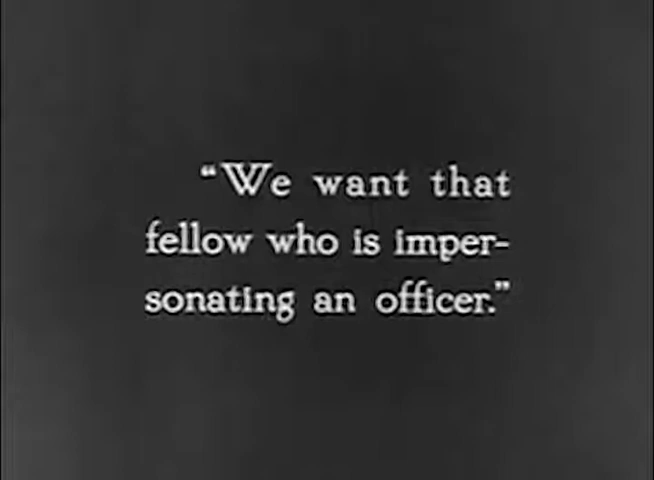 “We want that
fellow who is imper-
sonating an officer.”